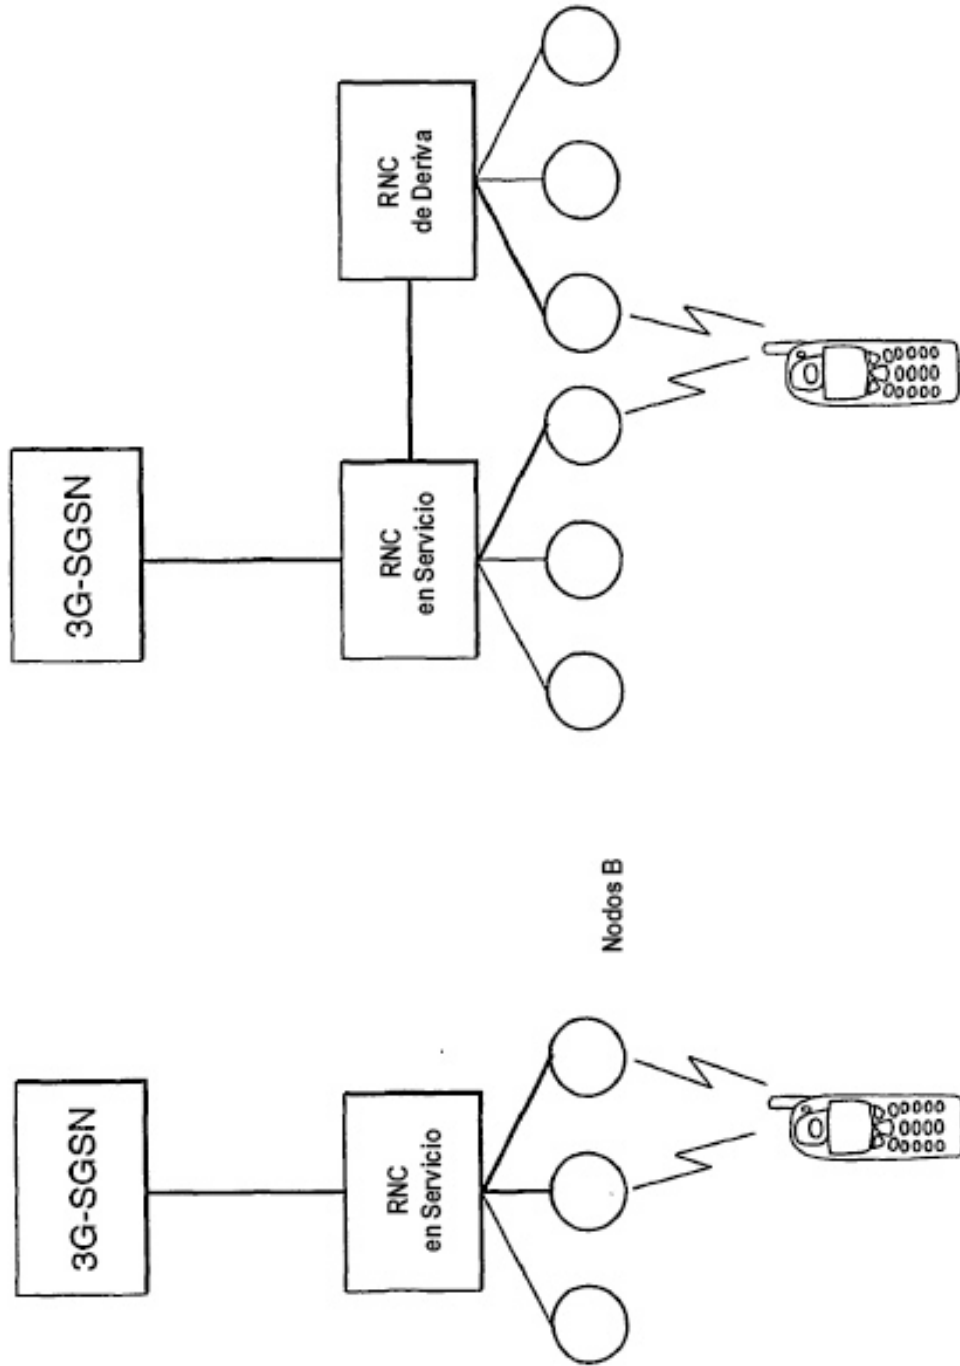 3G-SGSN
RNC
en Servicio
Nodos B
3G-SGSN
RNC
en Servicio
RNC
de Deriva